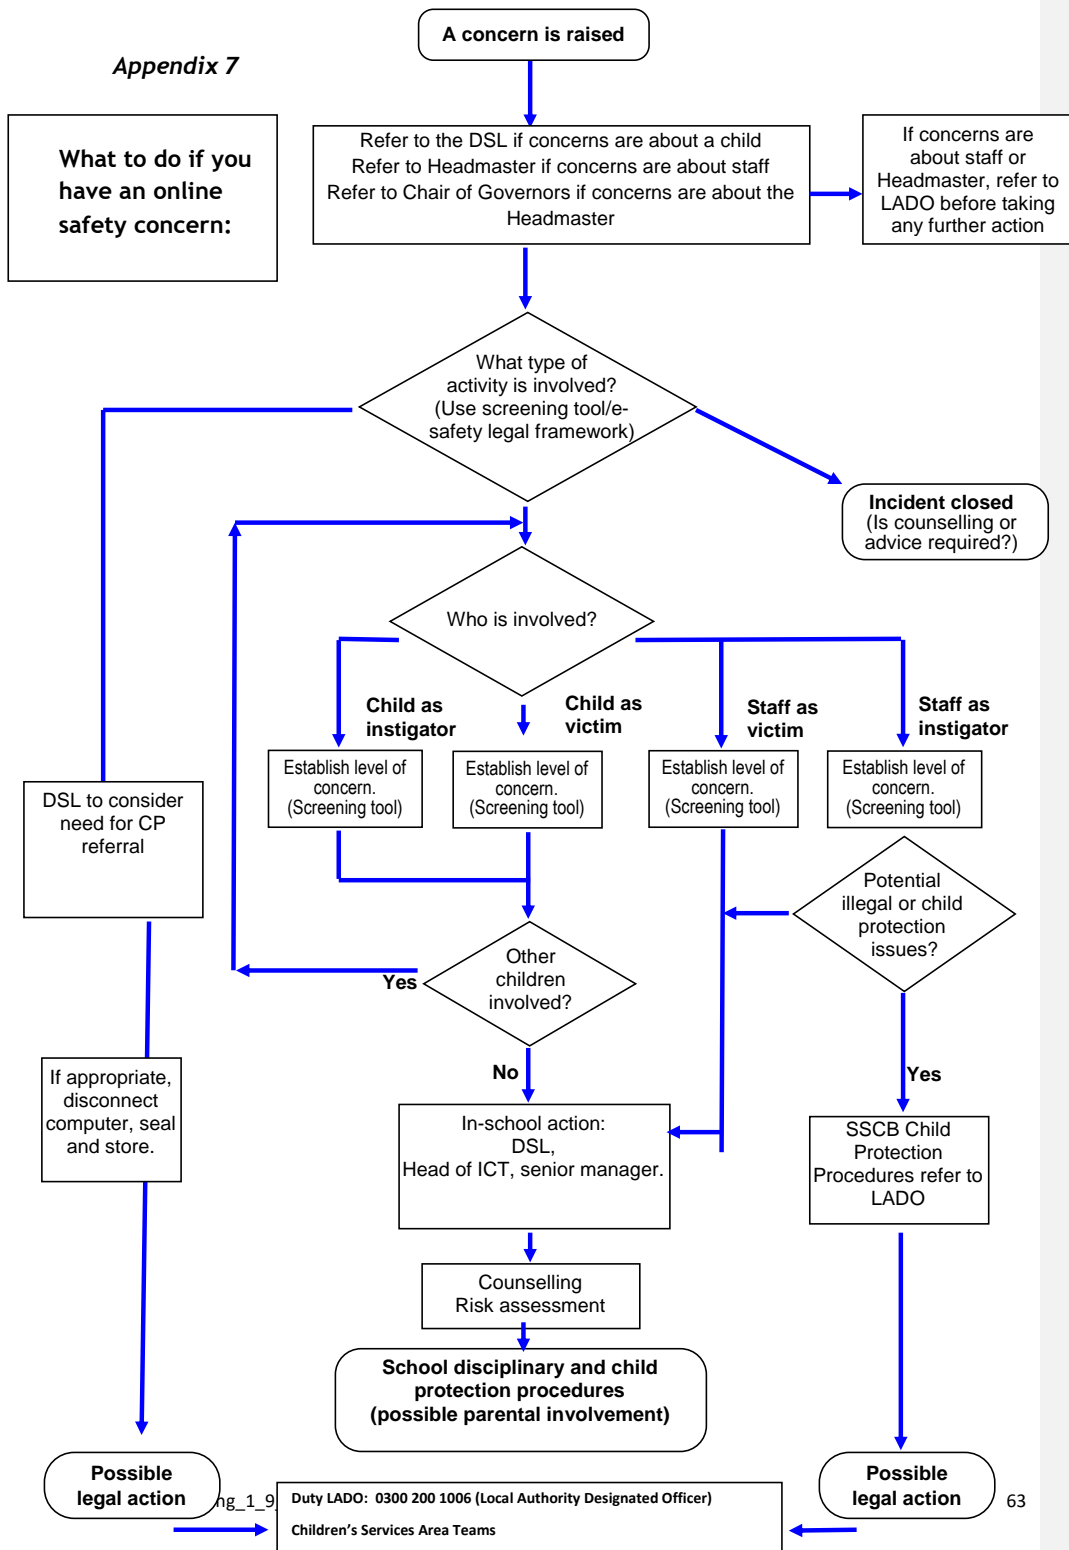 A concern is raised
Appendix 7
What to do if you
have an online
safety concern:
Refer to the DSL if concerns are about a child
Refer to Headmaster if concerns are about staff
Refer to Chair of Governors if concerns are about the
Headmaster
If concerns are
about staff or
Headmaster, refer to
LADO before taking
any further action
What type of
activity is involved?
(Use screening tool/e-
safety legal framework)
Incident closed
(Is counselling or
advice required?)
Who is involved?
Child as
instigator
Child as
victim
Staff as
victim
Staff as
instigator
Establish level of
concern.
(Screening tool)
Establish level of
concern.
(Screening tool)
Establish level of
concern.
(Screening tool)
Establish level of
concern.
(Screening tool)
DSL to consider
need for CP
referral
Potential
illegal or child
protection
issues?
Other
children
involved?
Yes
No
Yes
If appropriate,
disconnect
computer, seal
and store.
In-school action:
DSL,
Head of ICT, senior manager.
SSCB Child
Protection
Procedures refer to
LADO
Counselling
Risk assessment
School disciplinary and child
protection procedures
(possible parental involvement)
Possible
legal action
Possible
legal action
ng_1_9
63
Duty LADO: 0300 200 1006 (Local Authority Designated Officer)
Children's Services Area Teams